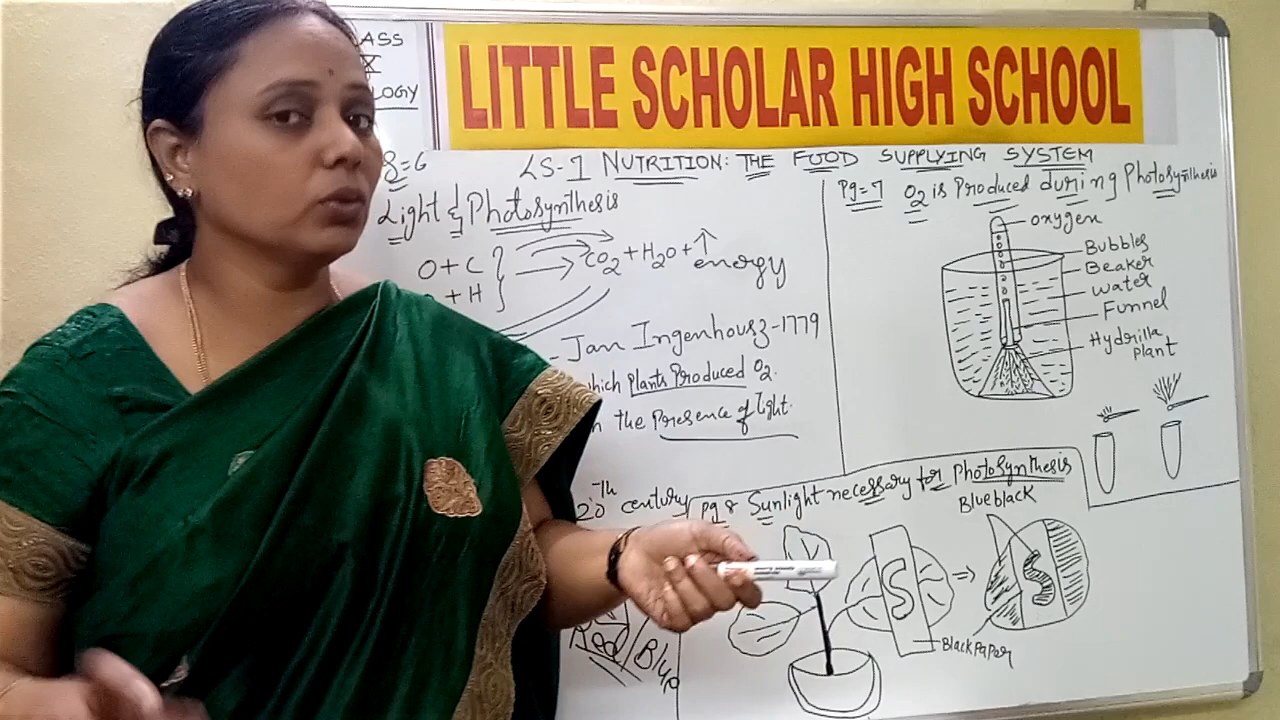 LITTLE SCHOLAR HIGH SCHOOL
ASS
X
LOGY
g=6
LS-1 NUTRITION: THE FOOD SUPPLYING SYSTEM
Light & Photosynthesis
O+C
+H
CO2+H2O+
energy
- Jan Ingenhousz-1779
hich Plants Produced O2.
n the Presence of light.
20th century
Red/Blue
Pg=7 O2 is Produced during Photosynthesis
oxygen
Bubbles
Beaker
water
Funnel
Hydrilla
plant
pg 8 Sunlight necessary for Photosynthesis
Blueblack
S
S
Black Paper